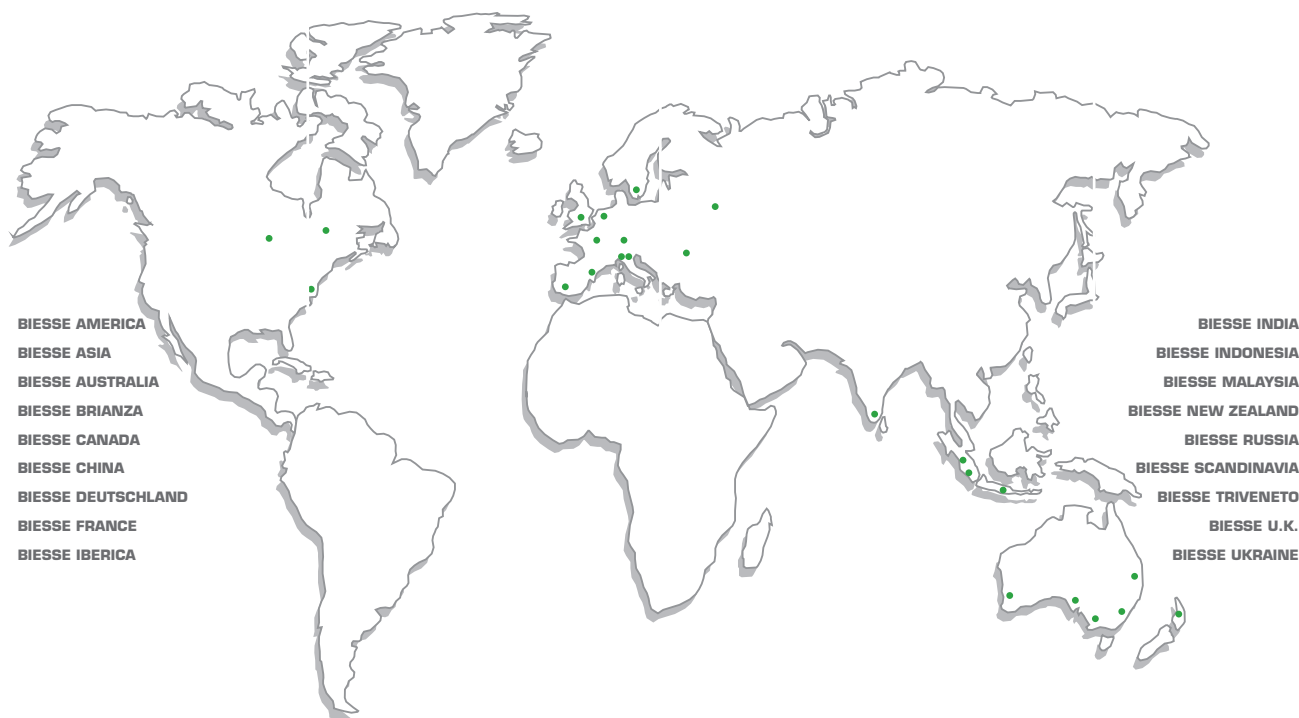 BIESSE AMERICA
BIESSE ASIA
BIESSE AUSTRALIA
BIESSE BRIANZA
BIESSE CANADA
BIESSE CHINA
BIESSE DEUTSCHLAND
BIESSE FRANCE
BIESSE IBERICA
BIESSE INDIA
BIESSE INDONESIA
BIESSE MALAYSIA
BIESSE NEW ZEALAND
BIESSE RUSSIA
BIESSE SCANDINAVIA
BIESSE TRIVENETO
BIESSE U.K.
BIESSE UKRAINE